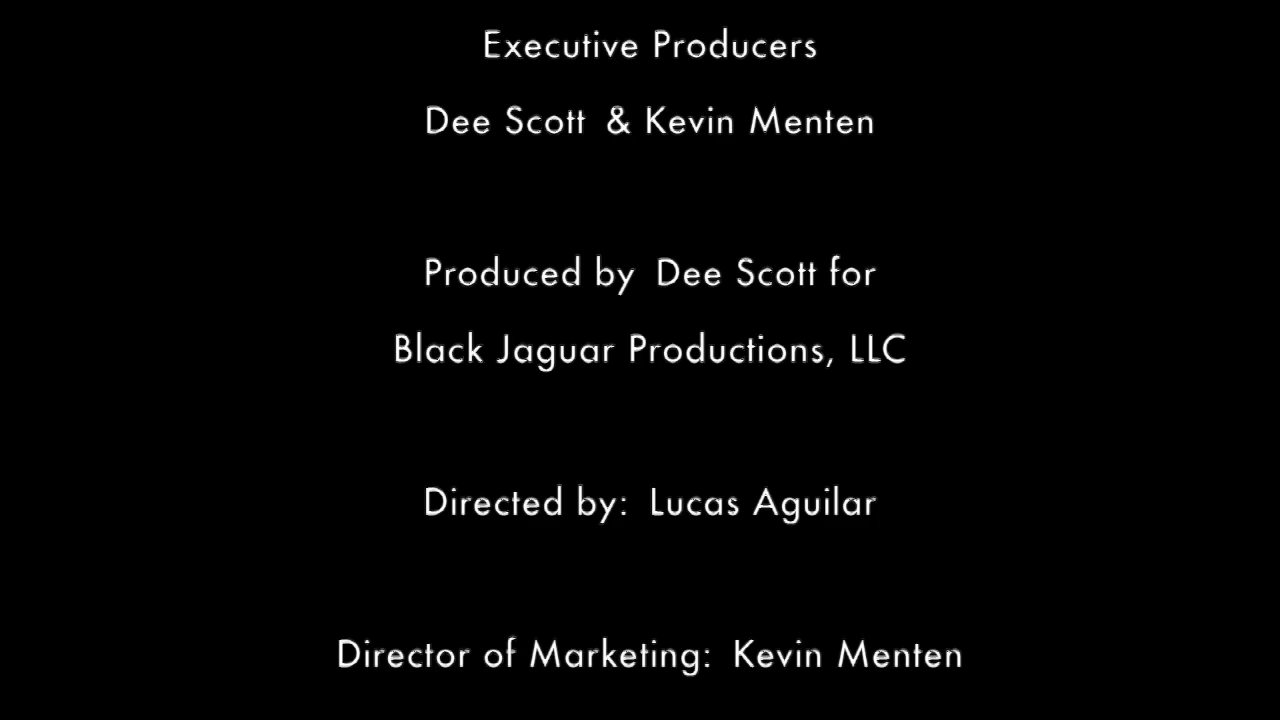 Executive Producers
Dee Scott & Kevin Menten
Produced by Dee Scott for
Black Jaguar Productions, LLC
Directed by: Lucas Aguilar
Director of Marketing: Kevin Menten